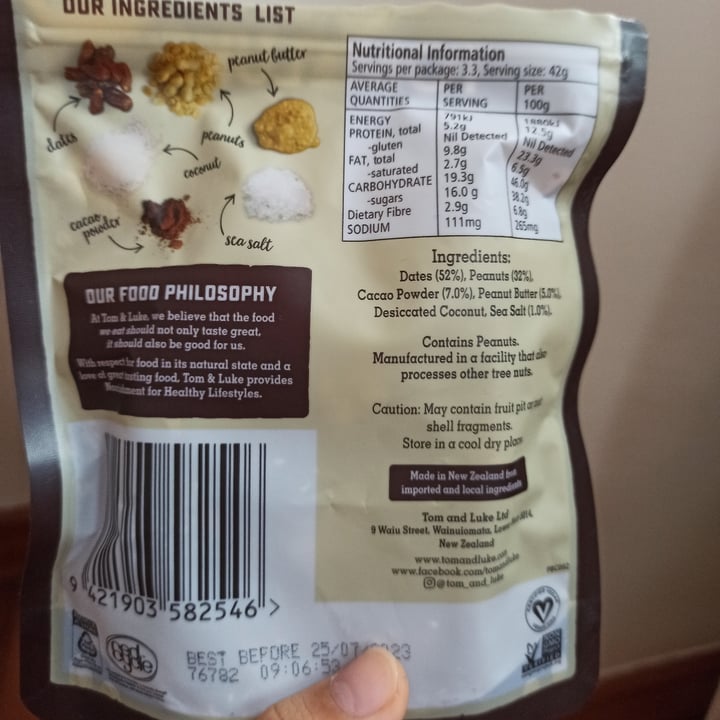 OUR INGREDIENTS LIST
peanut butter
dates
peanuts
coconut
cacao
powder
sea salt
OUR FOOD PHILOSOPHY
At Tom & Luke, we believe that the food
we eat should not only taste great,
it should also be good for us.
With respect for food in its natural state and a
love of great tasting food, Tom & Luke provides
Nourishment for Healthy Lifestyles.
9 421903 582546 >
BEST BEFORE 25/07/ 23
76782 09:06:53
Nutritional Information
Servings per package: 3.3, Serving size: 42g
AVERAGE QUANTITIES PER SERVING PER 100g
ENERGY 791kJ 1880kJ
PROTEIN, total 5.2g 12.5g
-gluten Nil Detected Nil Detected
FAT, total 9.8g 23.3g
-saturated 2.7g 6.5g
CARBOHYDRATE 19.3g 46.0g
-sugars 16.0 g 38.2g
Dietary Fibre 2.9g 6.8g
SODIUM 111mg 265mg
Ingredients:
Dates (52%), Peanuts (32%),
Cacao Powder (7.0%), Peanut Butter (5.0%),
Desiccated Coconut, Sea Salt (1.0%).
Contains Peanuts.
Manufactured in a facility that also
processes other tree nuts.
Caution: May contain fruit pit or nut
shell fragments.
Store in a cool dry place
Made in New Zealand from
imported and local ingredients
Tom and Luke Ltd
9 Waiu Street, Wainuiomata, Lower 5014,
New Zealand
www.tomandluke.com
www.facebook.com/tomandluke
@tom_and_luke